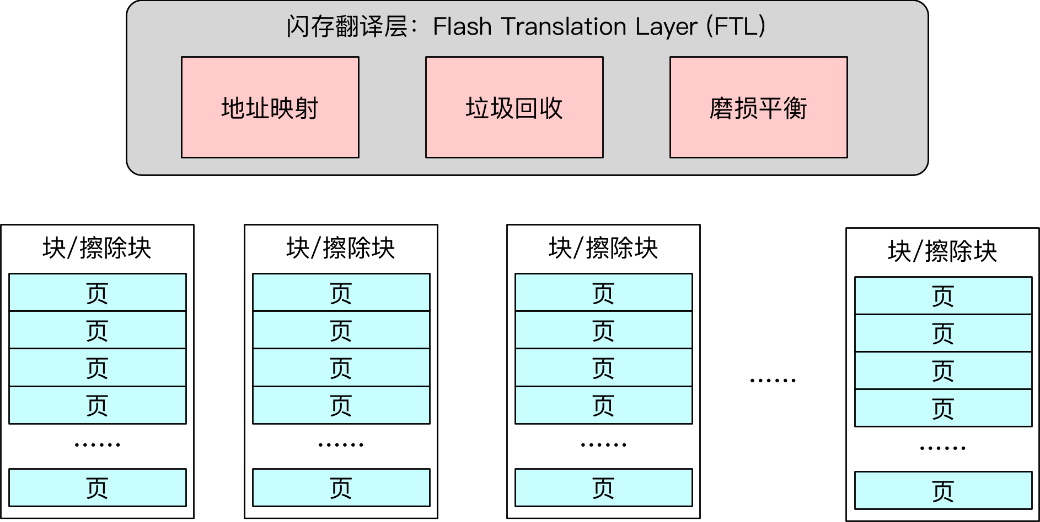 闪存翻译层：Flash Translation Layer (FTL)
地址映射 垃圾回收 磨损平衡
块/擦除块 块/擦除块 块/擦除块 块/擦除块
页 页 页 页
页 页 页 页
页 页 页 页
页 页 页 页
……
…… …… …… ……
页 页 页 页